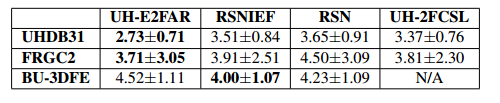 UH-E2FAR RSNIEF RSN UH-2FCSL
UHDB31 2.73±0.71 3.51±0.84 3.65±0.91 3.37±0.76
FRGC2 3.71±3.05 3.91±2.51 4.50±3.09 3.81±2.30
BU-3DFE 4.52±1.11 4.00±1.07 4.23±1.09 N/A